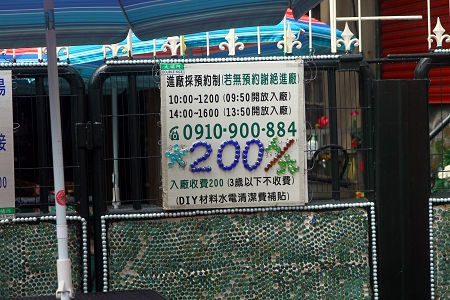 進廠採預約制(若無預約謝絕進廠)
10:00-1200 (09:50開放入廠)
14:00-1600 (13:50開放入廠)
0910-900-884
200
入廠收費200 (3歲以下不收費)
(DIY材料水電清潔費補貼)